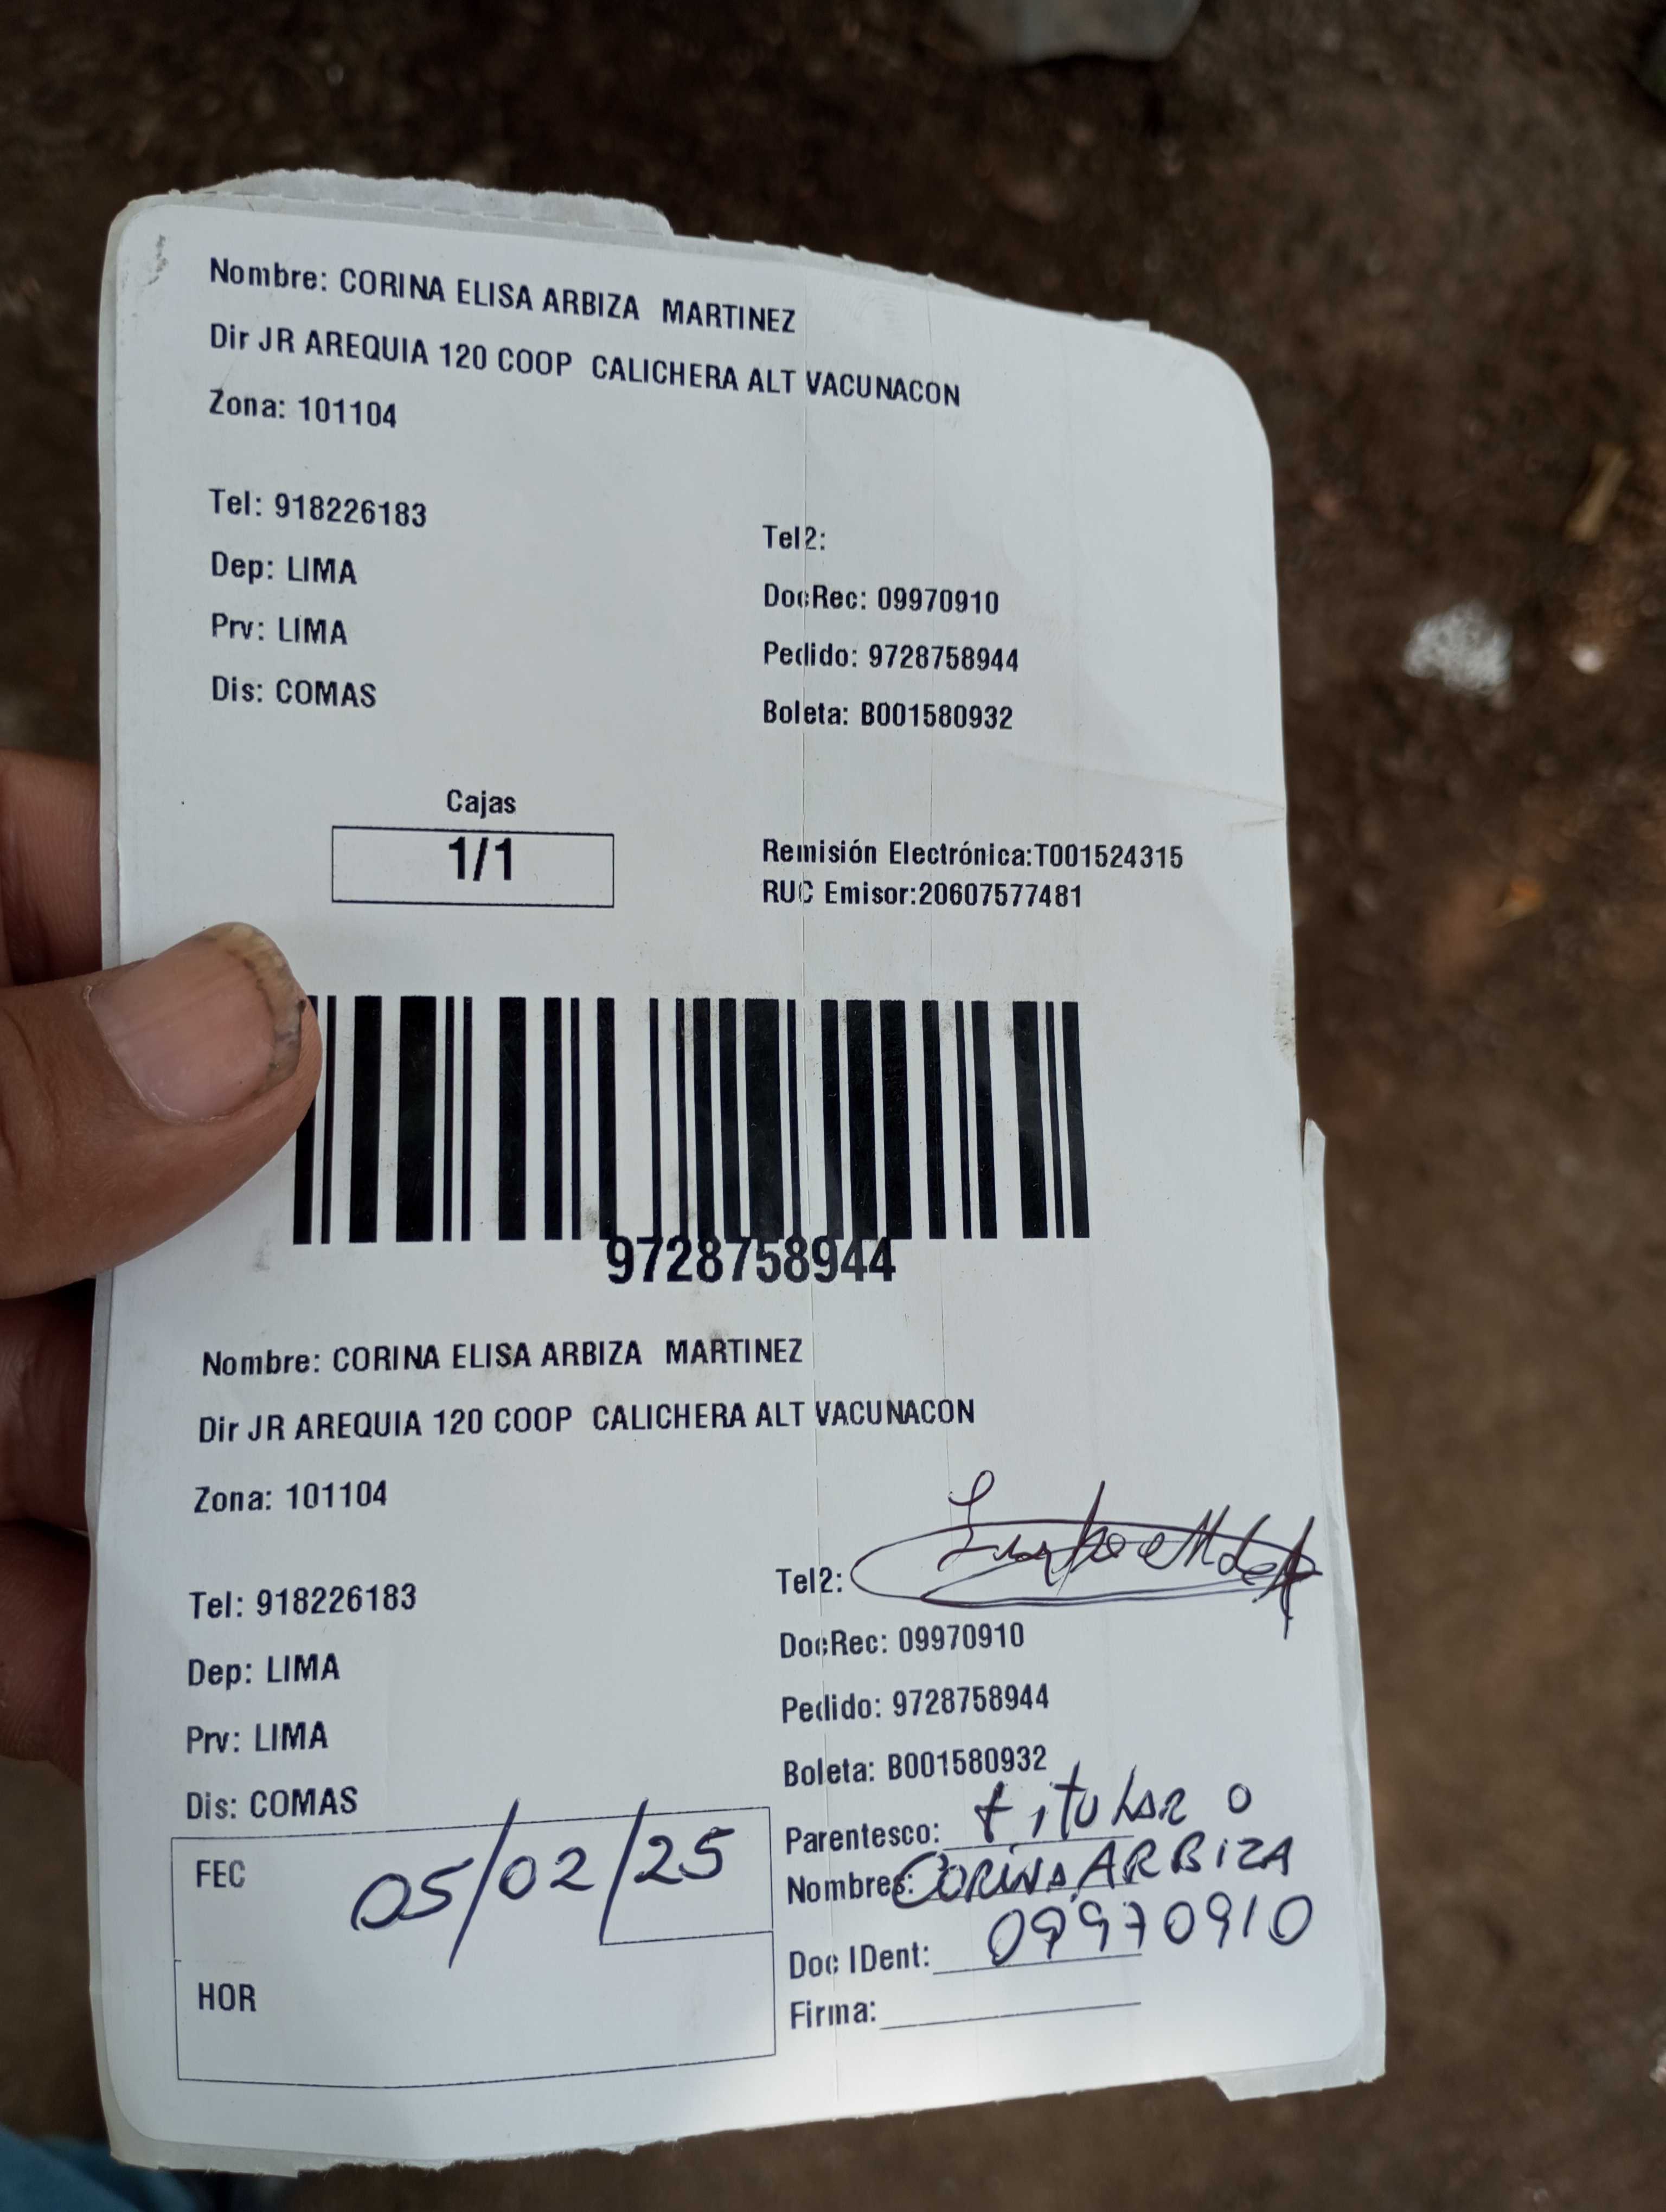 Nombre: CORINA ELISA ARBIZA MARTINEZ
Dir JR AREQUIA 120 COOP CALICHERA ALT VACUNACON
Zona: 101104
Tel: 918226183
Tel2:
Dep: LIMA
DocRec: 09970910
Prv: LIMA
Pedido: 9728758944
Dis: COMAS
Boleta: B001580932
Cajas
1/1
Remisión Electrónica:T001524315
RUC Emisor:20607577481
9728758944
Nombre: CORINA ELISA ARBIZA MARTINEZ
Dir JR AREQUIA 120 COOP CALICHERA ALT VACUNACON
Zona: 101104
Tel: 918226183
Tel2:
Dep: LIMA
DocRec: 09970910
Prv: LIMA
Pedido: 9728758944
Dis: COMAS
Boleta: B001580932
FEC 05/02/25
HOR
Parentesco: titular o
Nombres: CORINA ARBIZA
Doc IDent: 09970910
Firma: